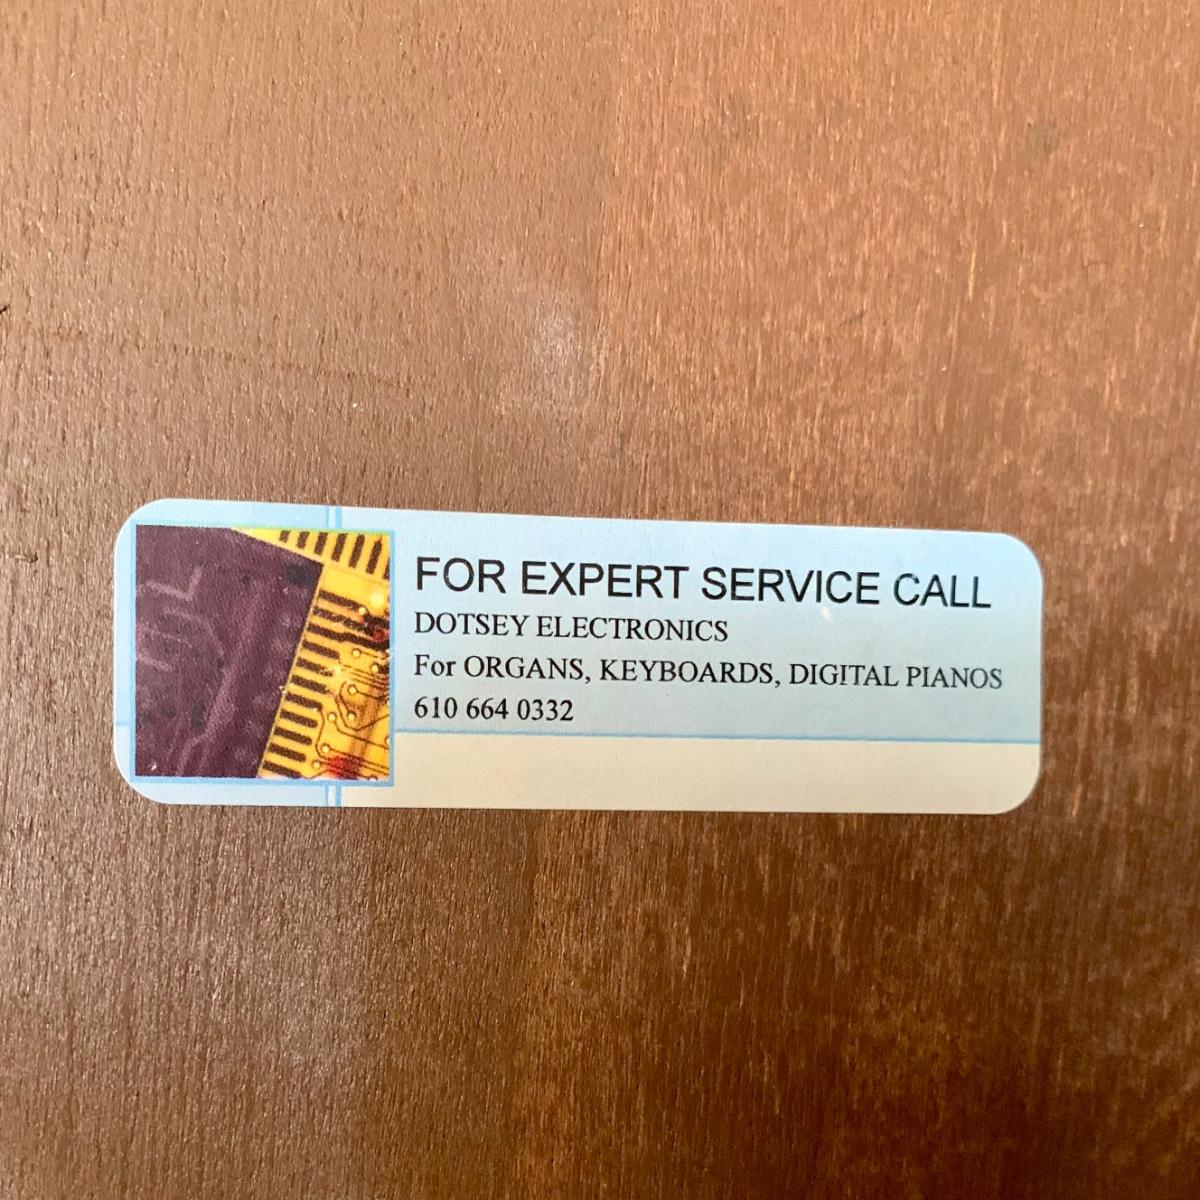 FOR EXPERT SERVICE CALL
DOTSEY ELECTRONICS
For ORGANS, KEYBOARDS, DIGITAL PIANOS
610 664 0332